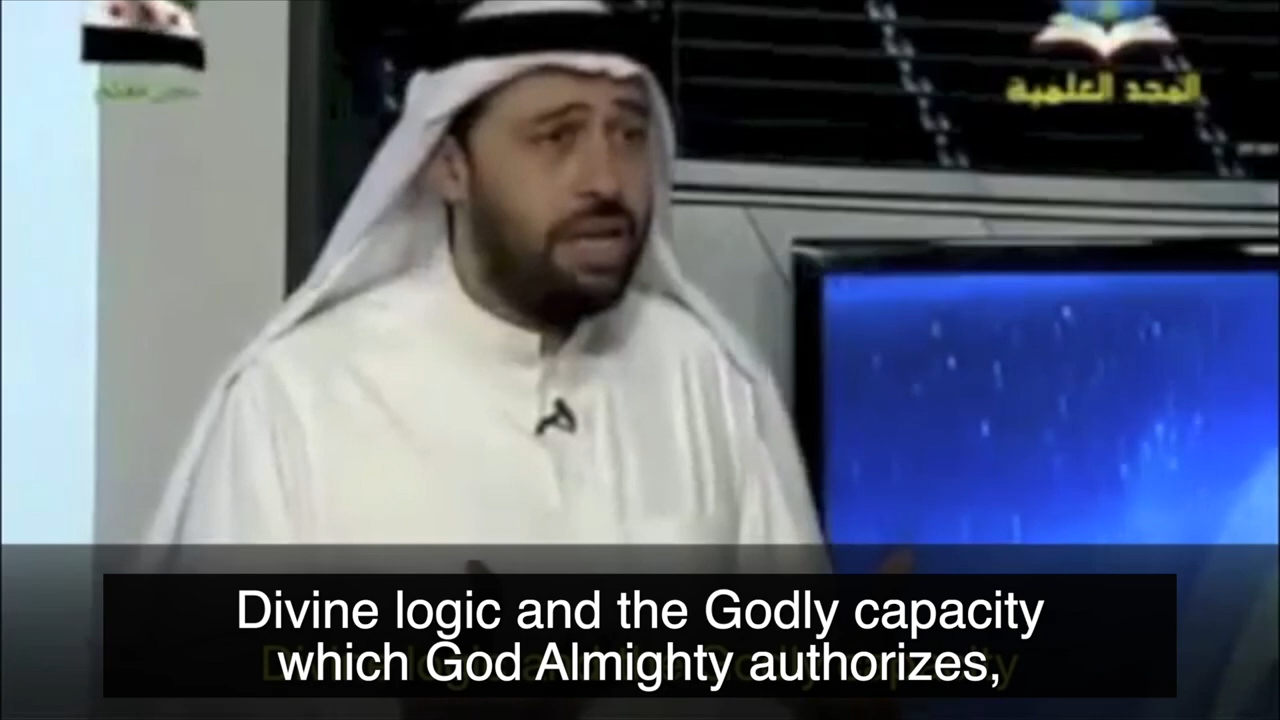 المجد العلمية
Divine logic and the Godly capacity
which God Almighty authorizes,